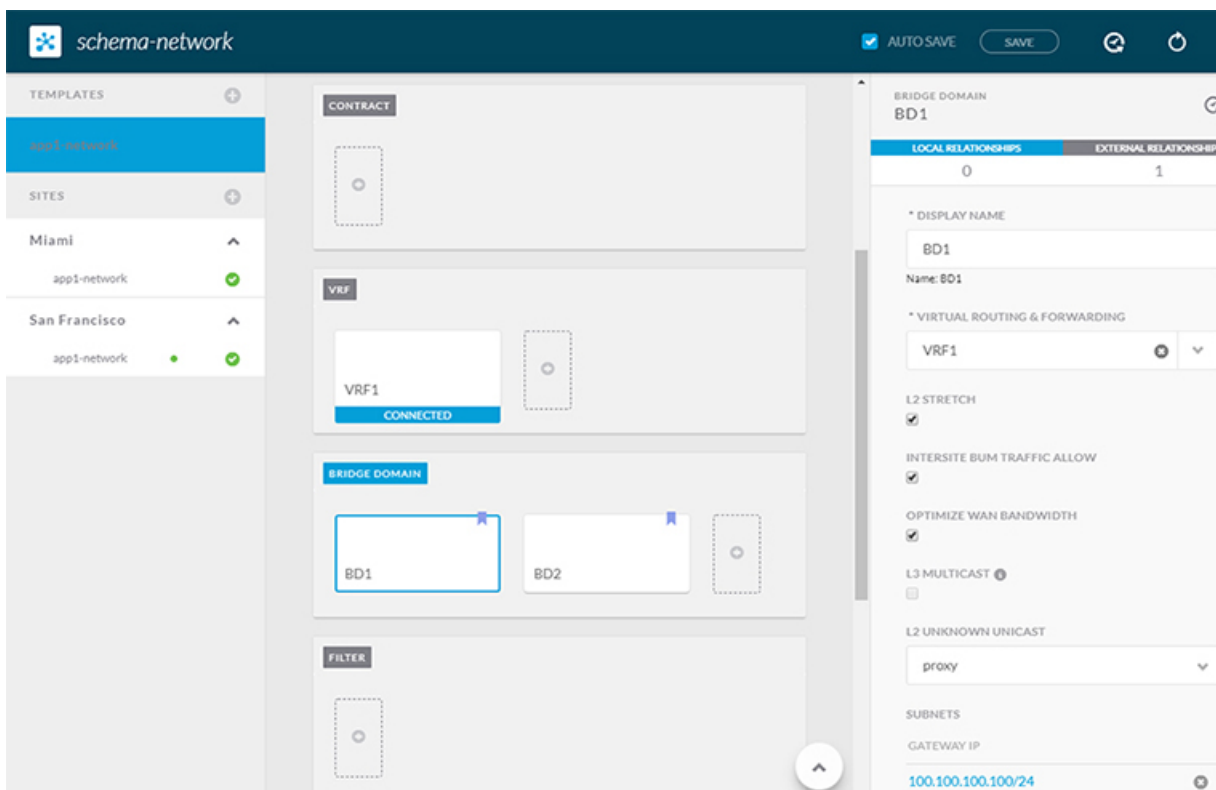 schema-network
AUTO SAVE
SAVE
TEMPLATES
app1-network
SITES
Miami
app1-network
San Francisco
app1-network
CONTRACT
VRF
VRF1
CONNECTED
BRIDGE DOMAIN
BD1
BD2
FILTER
BRIDGE DOMAIN
BD1
LOCAL RELATIONSHIPS
EXTERNAL RELATIONSHIP
0
1
* DISPLAY NAME
BD1
Name: BD1
* VIRTUAL ROUTING & FORWARDING
VRF1
L2 STRETCH
INTERSITE BUM TRAFFIC ALLOW
OPTIMIZE WAN BANDWIDTH
L3 MULTICAST
L2 UNKNOWN UNICAST
proxy
SUBNETS
GATEWAY IP
100.100.100.100/24